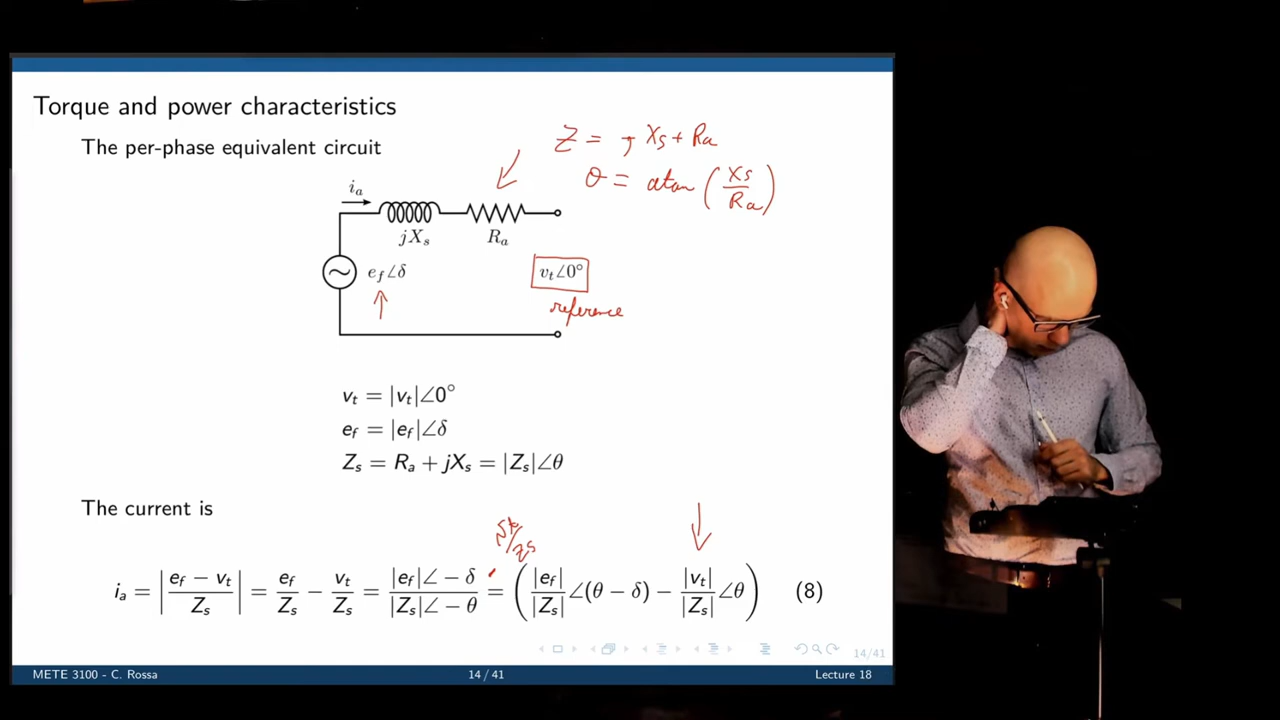 Torque and power characteristics
The per-phase equivalent circuit
Z = j Xs + Ra
θ = atan (Xs/Ra)
i_a
jX_s
R_a
e_f∠δ
v_t∠0°
reference
v_t = |v_t|∠0°
e_f = |e_f|∠δ
Z_s = R_a + jX_s = |Z_s|∠θ
The current is
i_a = |(e_f − v_t)/Z_s| = e_f/Z_s − v_t/Z_s = (|e_f|∠ − δ)/(|Z_s|∠ − θ) = (|e_f|/|Z_s| ∠(θ − δ) − |v_t|/|Z_s| ∠θ) (8)
14/41
METE 3100 - C. Rossa 14 / 41 Lecture 18